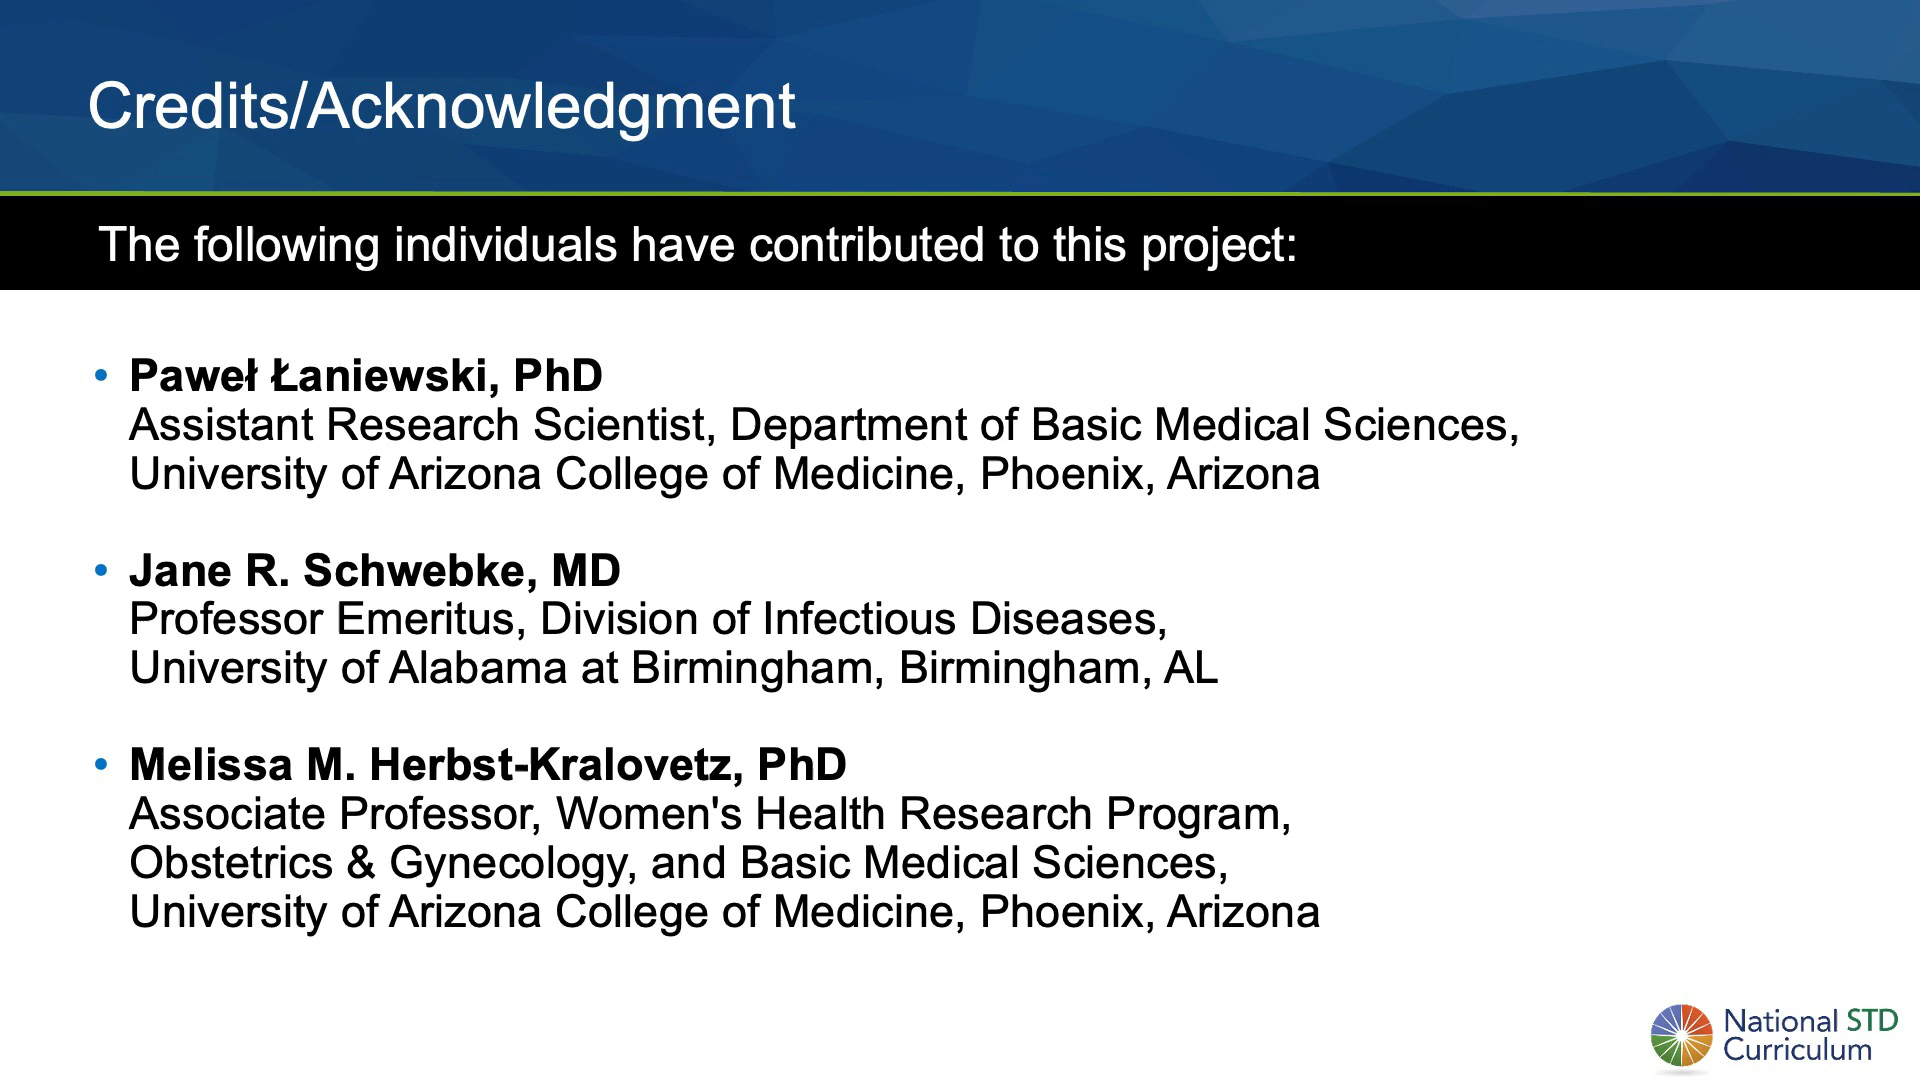 Credits/Acknowledgment
The following individuals have contributed to this project:
• Paweł Łaniewski, PhD
Assistant Research Scientist, Department of Basic Medical Sciences,
University of Arizona College of Medicine, Phoenix, Arizona
• Jane R. Schwebke, MD
Professor Emeritus, Division of Infectious Diseases,
University of Alabama at Birmingham, Birmingham, AL
• Melissa M. Herbst-Kralovetz, PhD
Associate Professor, Women's Health Research Program,
Obstetrics & Gynecology, and Basic Medical Sciences,
University of Arizona College of Medicine, Phoenix, Arizona
National STD
Curriculum